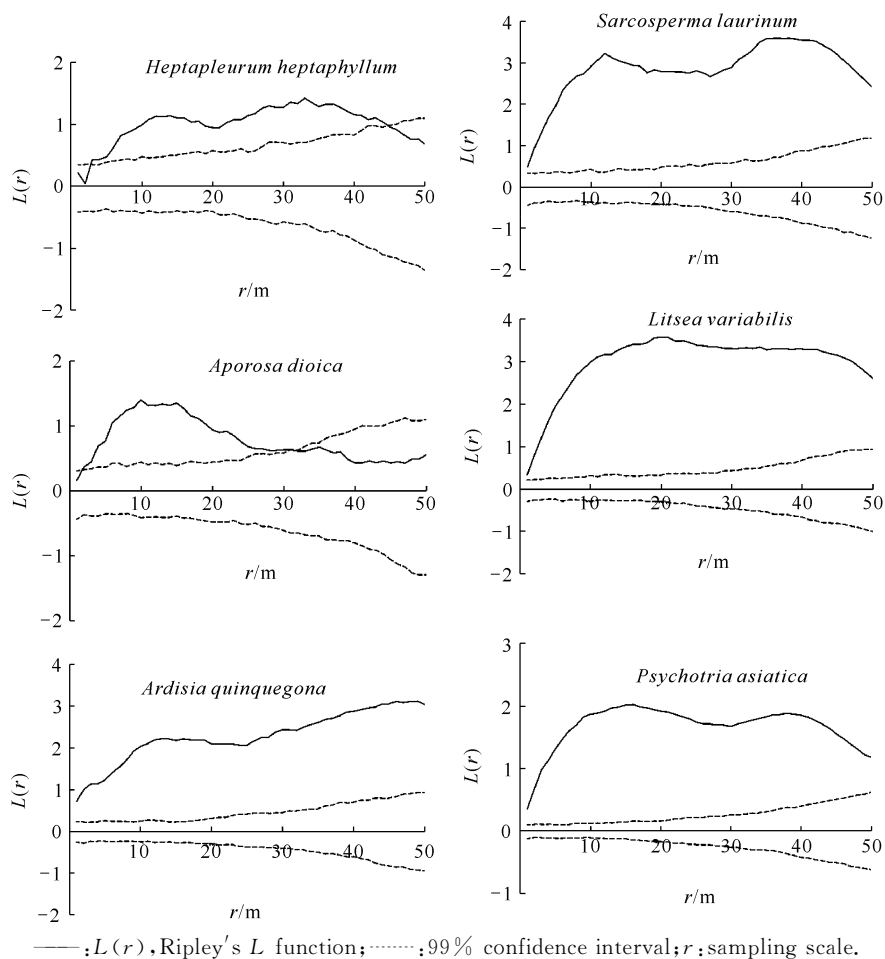 Heptapleurum heptaphyllum
2
1
0
−1
−2
10 20 30 40 50
L(r)
r/m
Sarcosperma laurinum
4
3
2
1
0
−1
−2
10 20 30 40 50
L(r)
r/m
Aporosa dioica
2
1
0
−1
−2
10 20 30 40 50
L(r)
r/m
Litsea variabilis
4
3
2
1
0
−1
−2
10 20 30 40 50
L(r)
r/m
Ardisia quinquegona
4
3
2
1
0
−1
−2
10 20 30 40 50
L(r)
r/m
Psychotria asiatica
3
2
1
0
−1
10 20 30 40 50
L(r)
r/m
——:L(r),Ripley's L function;------:99% confidence interval;r:sampling scale.